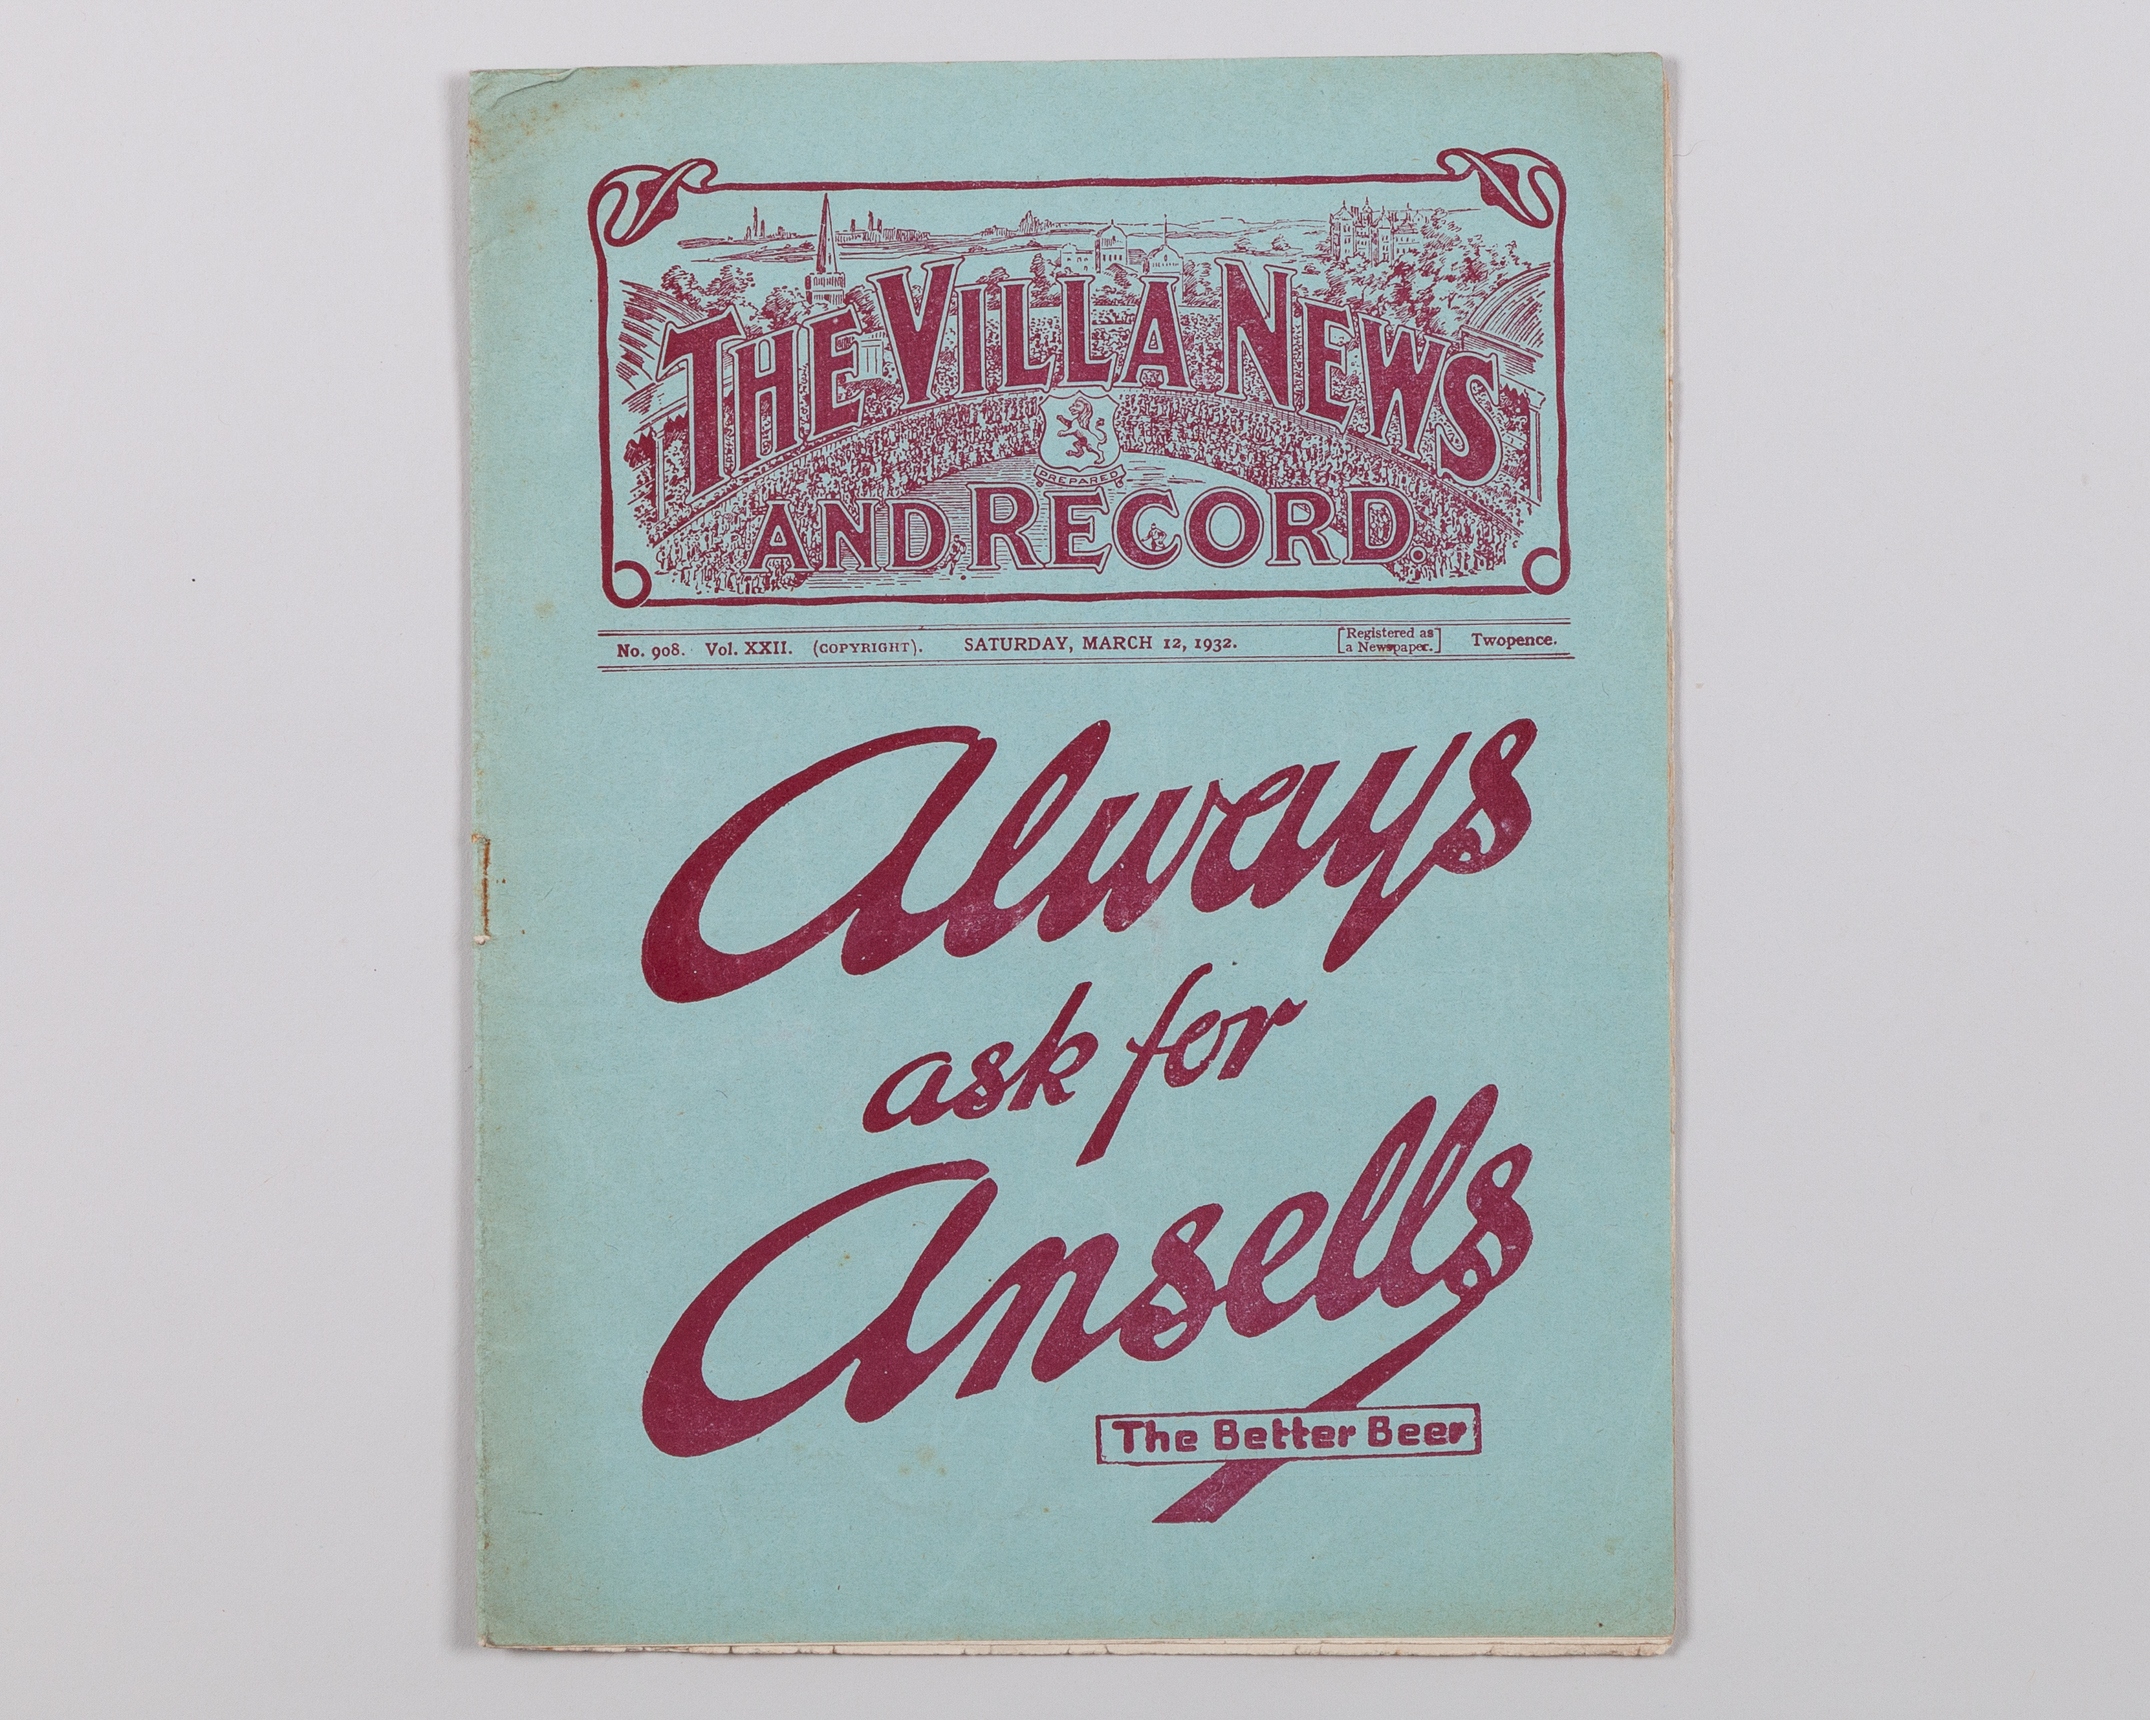 THE VILLA NEWS
PREPARED
AND RECORD.
No. 908. Vol. XXII. (COPYRIGHT). SATURDAY, MARCH 12, 1932. [Registered as a Newspaper.] Twopence.
Always
ask for
Ansells
The Better Beer